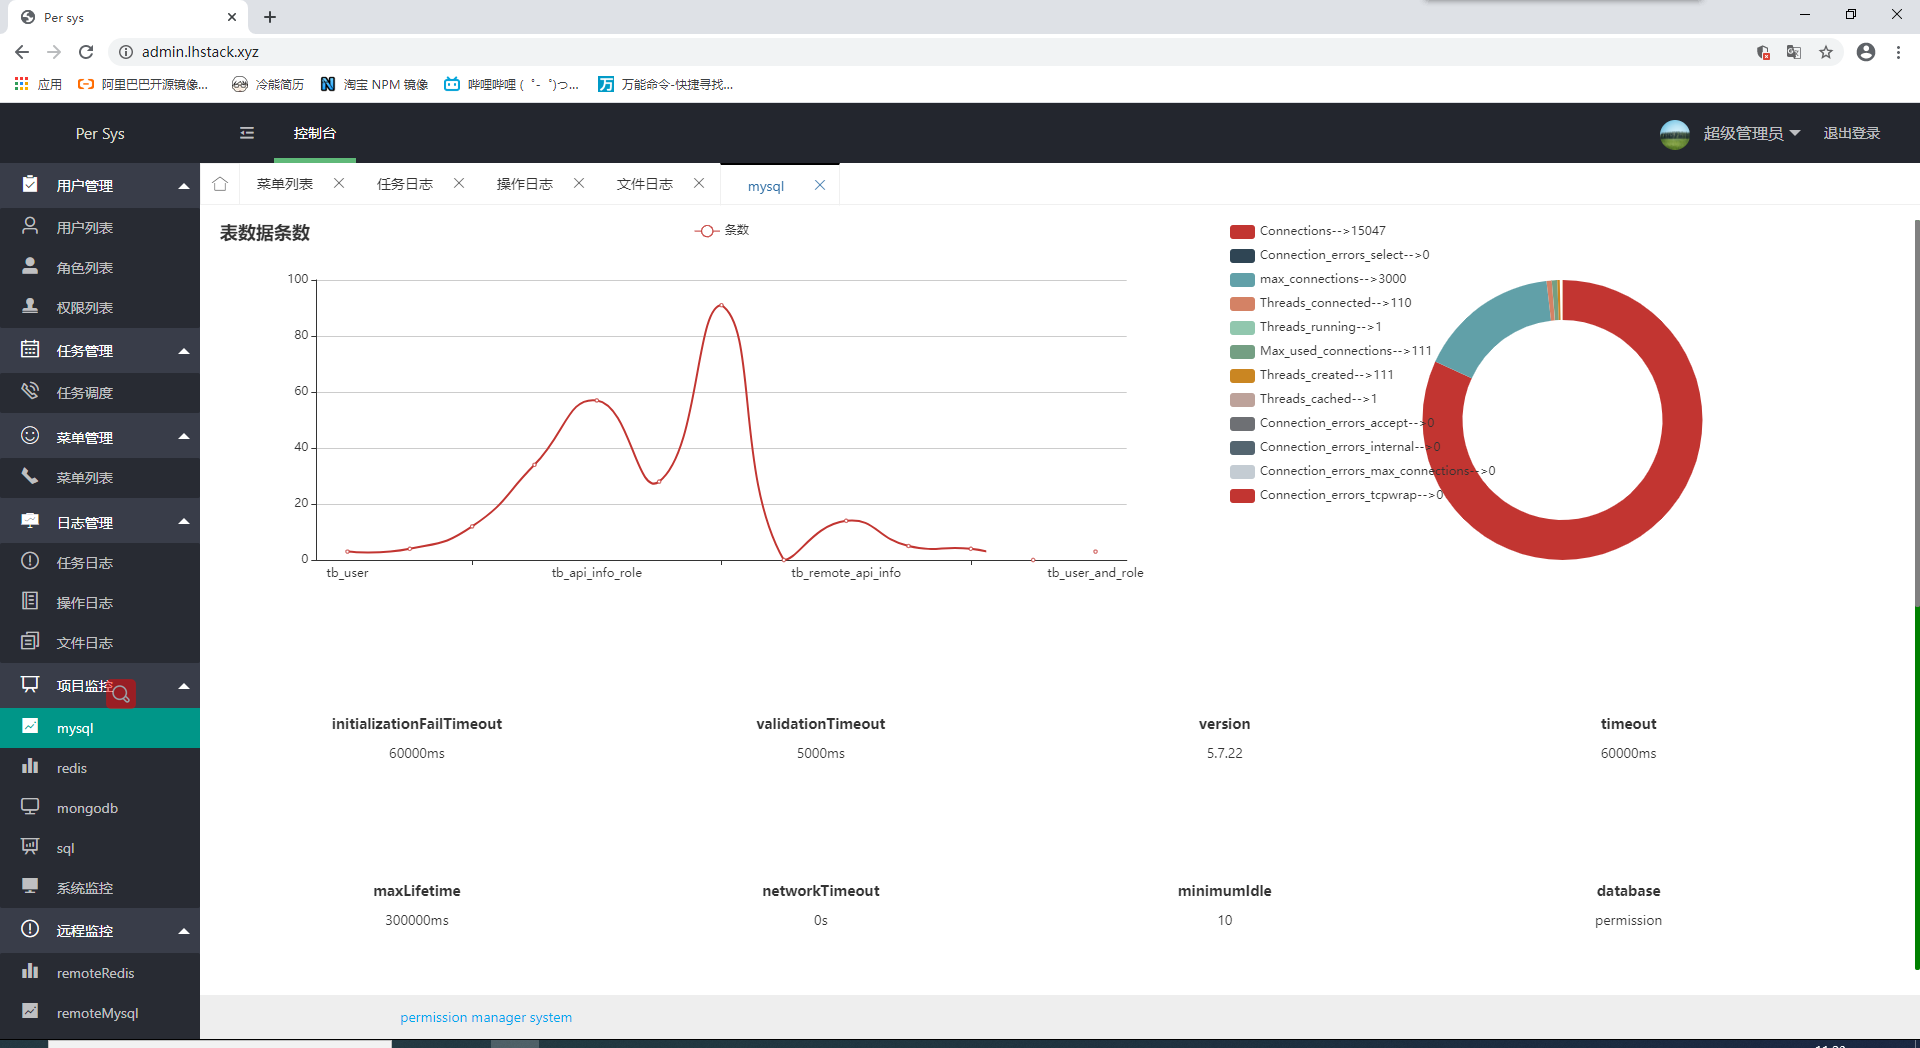 Per sys
admin.lhstack.xyz
应用
阿里巴巴开源镜像...
冷熊简历
淘宝 NPM 镜像
哔哩哔哩 ( ゜- ゜)つ...
万能命令-快捷寻找...
Per Sys
控制台
超级管理员
退出登录
用户管理
用户列表
角色列表
权限列表
任务管理
任务调度
菜单管理
菜单列表
日志管理
任务日志
操作日志
文件日志
项目监控
mysql
redis
mongodb
sql
系统监控
远程监控
remoteRedis
remoteMysql
菜单列表
任务日志
操作日志
文件日志
mysql
表数据条数
条数
100
80
60
40
20
0
tb_user
tb_api_info_role
tb_remote_api_info
tb_user_and_role
Connections-->15047
Connection_errors_select-->0
max_connections-->3000
Threads_connected-->110
Threads_running-->1
Max_used_connections-->111
Threads_created-->111
Threads_cached-->1
Connection_errors_accept-->0
Connection_errors_internal-->0
Connection_errors_max_connections-->0
Connection_errors_tcpwrap-->0
initializationFailTimeout
60000ms
validationTimeout
5000ms
version
5.7.22
timeout
60000ms
maxLifetime
300000ms
networkTimeout
0s
minimumIdle
10
database
permission
permission manager system